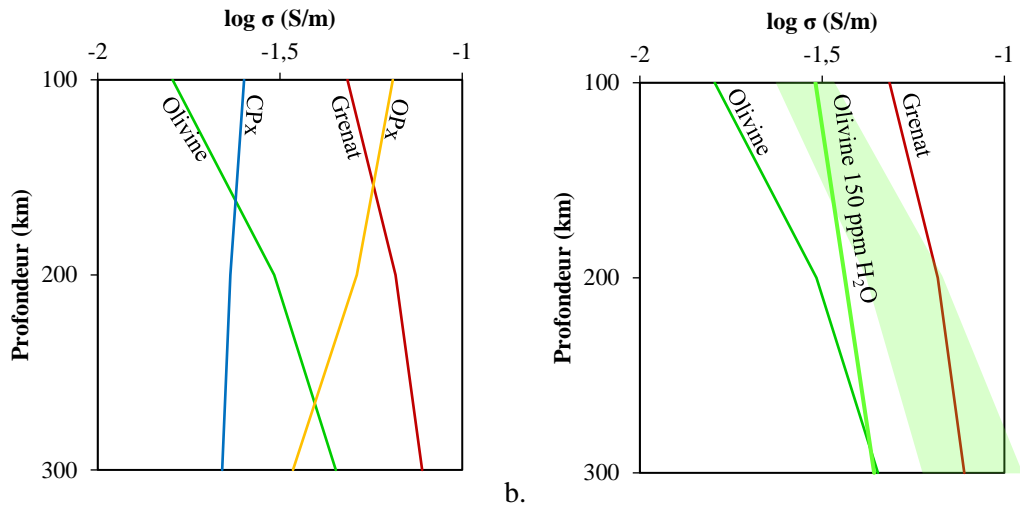 log σ (S/m)
-2
-1,5
-1
100
200
300
Profondeur (km)
Olivine
CPx
Grenat
OPx
b.
log σ (S/m)
-2
-1,5
-1
100
200
300
Profondeur (km)
Olivine
Olivine 150 ppm H₂O
Grenat